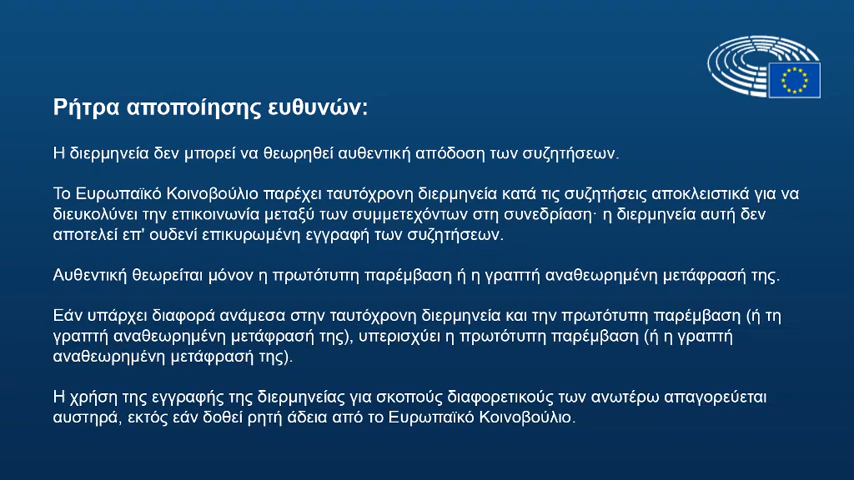 Ρήτρα αποποίησης ευθυνών:
Η διερμηνεία δεν μπορεί να θεωρηθεί αυθεντική απόδοση των συζητήσεων.
Το Ευρωπαϊκό Κοινοβούλιο παρέχει ταυτόχρονη διερμηνεία κατά τις συζητήσεις αποκλειστικά για να
διευκολύνει την επικοινωνία μεταξύ των συμμετεχόντων στη συνεδρίαση· η διερμηνεία αυτή δεν
αποτελεί επ' ουδενί επικυρωμένη εγγραφή των συζητήσεων.
Αυθεντική θεωρείται μόνον η πρωτότυπη παρέμβαση ή η γραπτή αναθεωρημένη μετάφρασή της.
Εάν υπάρχει διαφορά ανάμεσα στην ταυτόχρονη διερμηνεία και την πρωτότυπη παρέμβαση (ή τη
γραπτή αναθεωρημένη μετάφρασή της), υπερισχύει η πρωτότυπη παρέμβαση (ή η γραπτή
αναθεωρημένη μετάφρασή της).
Η χρήση της εγγραφής της διερμηνείας για σκοπούς διαφορετικούς των ανωτέρω απαγορεύεται
αυστηρά, εκτός εάν δοθεί ρητή άδεια από το Ευρωπαϊκό Κοινοβούλιο.